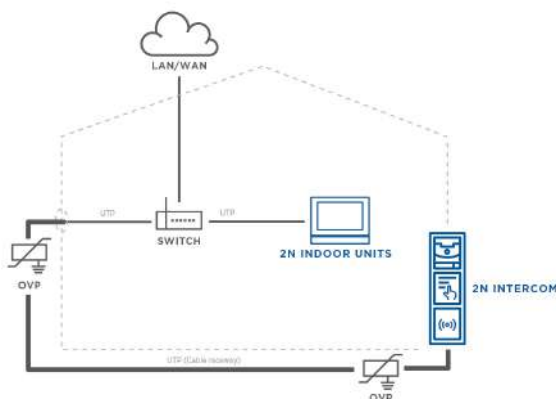 LAN/WAN
UTP
UTP
SWITCH
2N INDOOR UNITS
OVP
2N INTERCOM
UTP (Cable raceway)
OVP